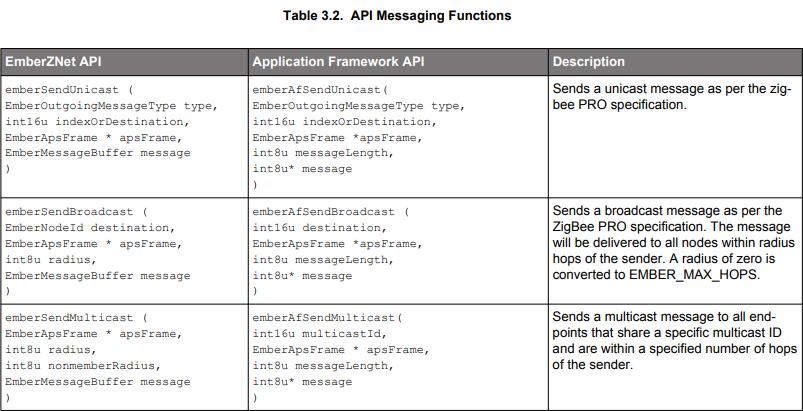 Table 3.2. API Messaging Functions
EmberZNet API
Application Framework API
Description
emberSendUnicast (
EmberOutgoingMessageType type,
int16u indexOrDestination,
EmberApsFrame * apsFrame,
EmberMessageBuffer message
)
emberAfSendUnicast(
EmberOutgoingMessageType type,
int16u indexOrDestination,
EmberApsFrame *apsFrame,
int8u messageLength,
int8u* message
)
Sends a unicast message as per the zig-
bee PRO specification.
emberSendBroadcast (
EmberNodeId destination,
EmberApsFrame * apsFrame,
int8u radius,
EmberMessageBuffer message
)
emberAfSendBroadcast (
int16u destination,
EmberApsFrame *apsFrame,
int8u messageLength,
int8u* message
)
Sends a broadcast message as per the
ZigBee PRO specification. The message
will be delivered to all nodes within radius
hops of the sender. A radius of zero is
converted to EMBER_MAX_HOPS.
emberSendMulticast (
EmberApsFrame * apsFrame,
int8u radius,
int8u nonmemberRadius,
EmberMessageBuffer message
)
emberAfSendMulticast(
int16u multicastId,
EmberApsFrame * apsFrame,
int8u messageLength,
int8u* message
)
Sends a multicast message to all end-
points that share a specific multicast ID
and are within a specified number of hops
of the sender.